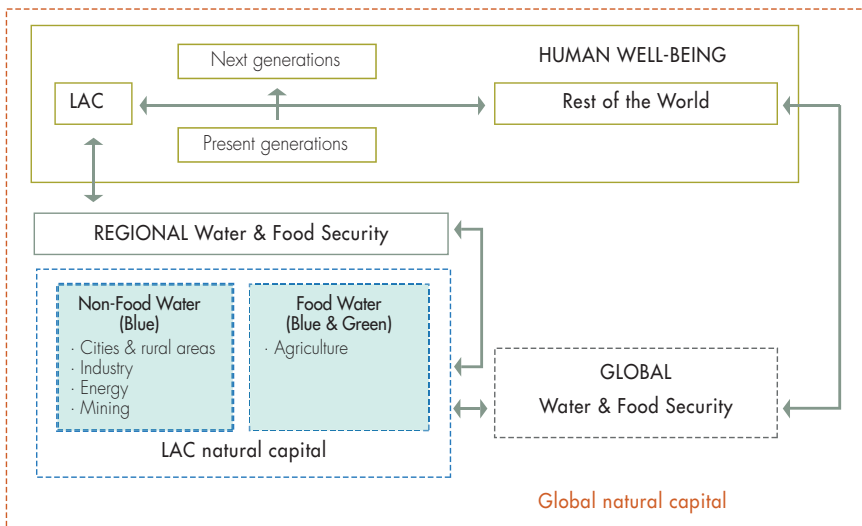 Next generations
HUMAN WELL-BEING
LAC
Rest of the World
Present generations
REGIONAL Water & Food Security
Non-Food Water
(Blue)
· Cities & rural areas
· Industry
· Energy
· Mining
Food Water
(Blue & Green)
· Agriculture
LAC natural capital
GLOBAL
Water & Food Security
Global natural capital